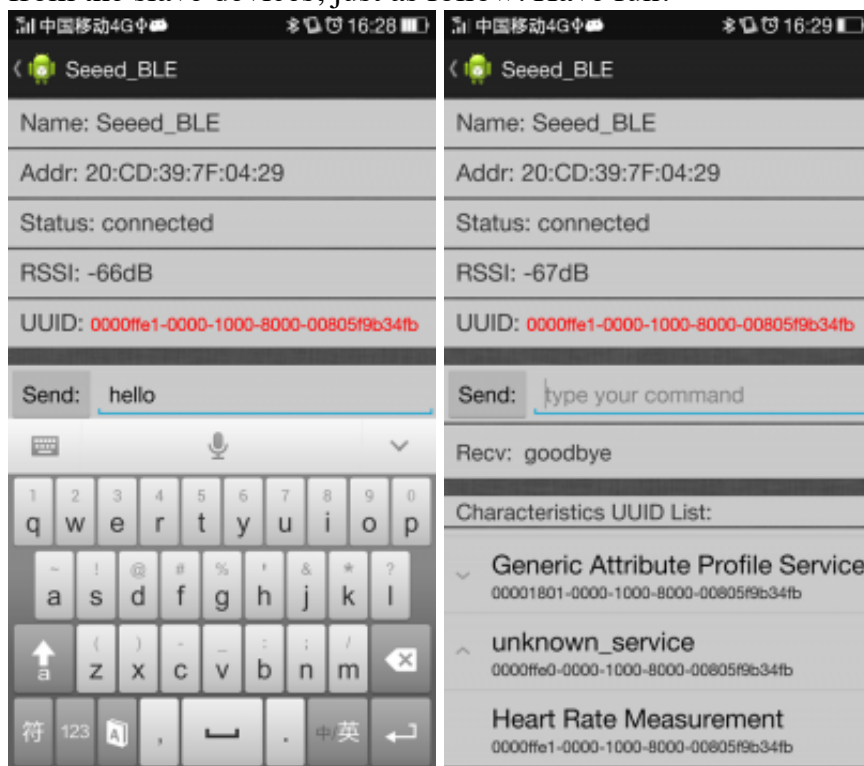 from the slave devices, just as follow. Have fun.
中国移动4G 16:28
Seeed_BLE
Name: Seeed_BLE
Addr: 20:CD:39:7F:04:29
Status: connected
RSSI: -66dB
UUID: 0000ffe1-0000-1000-8000-00805f9b34fb
Send: hello
1 2 3 4 5 6 7 8 9 0
q w e r t y u i o p
~ ! @ # % ' & * ?
a s d f g h j k l
( ) - _ : ; /
a z x c v b n m
符 123 A , . 中/英
中国移动4G 16:29
Seeed_BLE
Name: Seeed_BLE
Addr: 20:CD:39:7F:04:29
Status: connected
RSSI: -67dB
UUID: 0000ffe1-0000-1000-8000-00805f9b34fb
Send: type your command
Recv: goodbye
Characteristics UUID List:
Generic Attribute Profile Service
00001801-0000-1000-8000-00805f9b34fb
unknown_service
0000ffe0-0000-1000-8000-00805f9b34fb
Heart Rate Measurement
0000ffe1-0000-1000-8000-00805f9b34fb